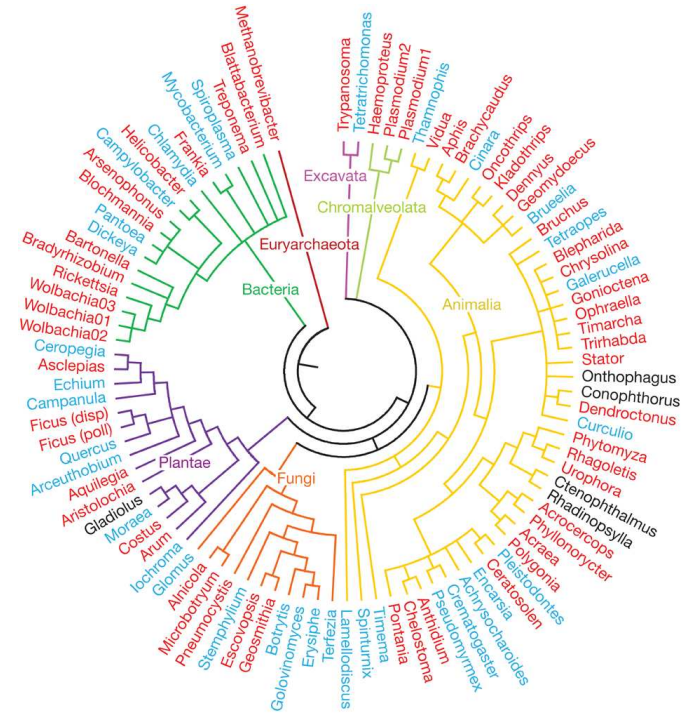 Methanobrevibacter
Blattabacterium
Treponema
Spiroplasma
Mycobacterium
Frankia
Chlamydia
Helicobacter
Campylobacter
Arsenophonus
Blochmannia
Pantoea
Dickeya
Bartonella
Bradyrhizobium
Rickettsia
Wolbachia03
Wolbachia01
Wolbachia02
Ceropegia
Asclepias
Echium
Campanula
Ficus (disp)
Ficus (poll)
Quercus
Arceuthobium
Aquilegia
Aristolochia
Gladiolus
Moraea
Costus
Arum
Iochroma
Glomus
Alnicola
Microbotryum
Pneumocystis
Stemphylium
Escovopsis
Geosmithia
Botrytis
Golovinomyces
Erysiphe
Terfezia
Lamellodiscus
Spinturnix
Timema
Pontania
Chelostoma
Anthidium
Pseudomyrmex
Crematogaster
Achrysocharoides
Encarsia
Ceratosolen
Pleistodontes
Polygonia
Acraea
Phyllonorycter
Acrocercops
Rhadinopsylla
Ctenophthalmus
Urophora
Rhagoletis
Phytomyza
Curculio
Dendroctonus
Conophthorus
Onthophagus
Stator
Trirhabda
Timarcha
Ophraella
Gonioctena
Galerucella
Chrysolina
Blepharida
Tetraopes
Bruchus
Brueelia
Geomydoecus
Dennyus
Kladothrips
Oncothrips
Cinara
Brachycaudus
Aphis
Vidua
Thamnophis
Plasmodium1
Plasmodium2
Haemoproteus
Tetratrichomonas
Trypanosoma
Excavata
Chromalveolata
Euryarchaeota
Bacteria
Animalia
Plantae
Fungi